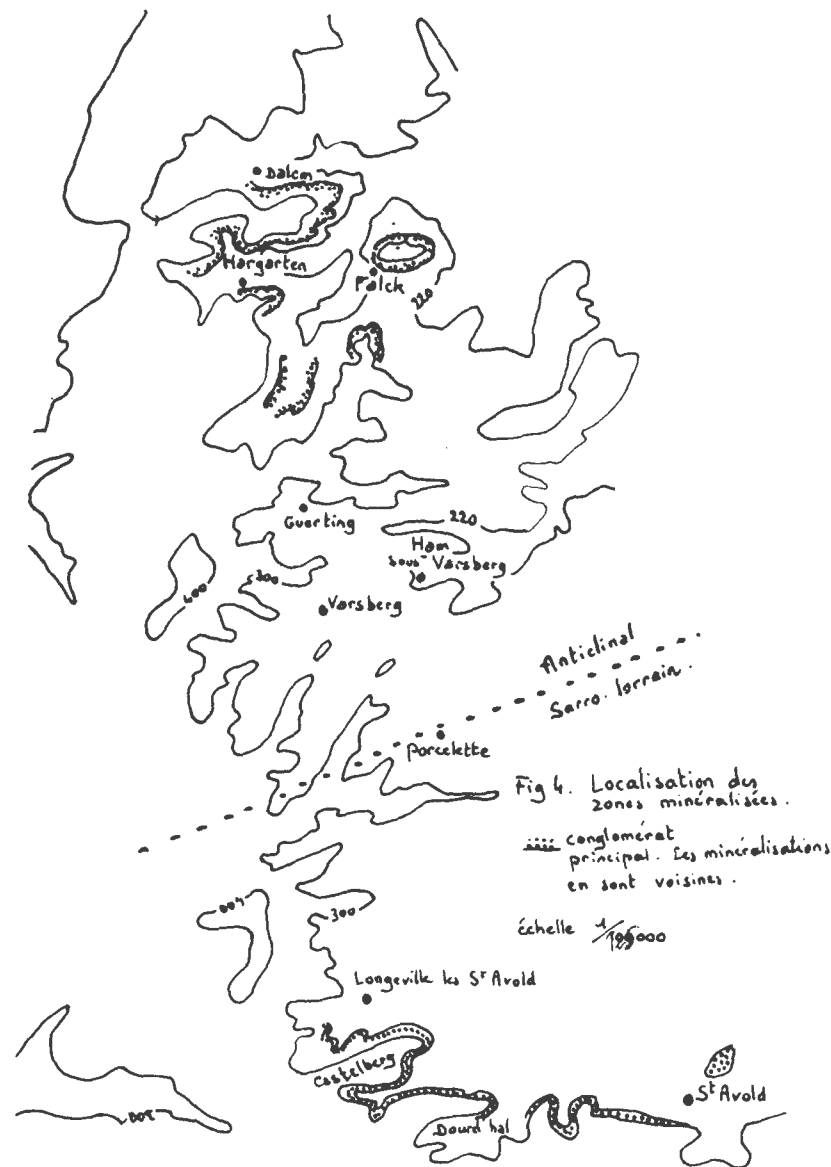 Dalem
Hargarten
Falck
220
Guerting
220
Ham
sous Varsberg
300
400
Varsberg
Anticlinal
Sarro. lorrain.
Porcelette
Fig 4. Localisation des
zones minéralisées.
conglomérat
principal. Les minéralisations
en sont voisines.
400
300
échelle
Longeville les St Avold
Castelberg
St Avold
300
Dourd'hal